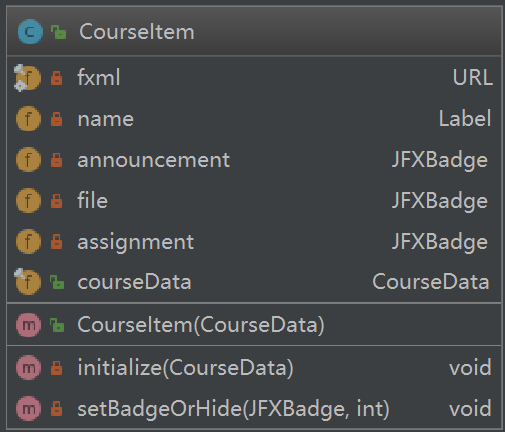 c CourseItem
f fxml URL
f name Label
f announcement JFXBadge
f file JFXBadge
f assignment JFXBadge
f courseData CourseData
m CourseItem(CourseData)
m initialize(CourseData) void
m setBadgeOrHide(JFXBadge, int) void